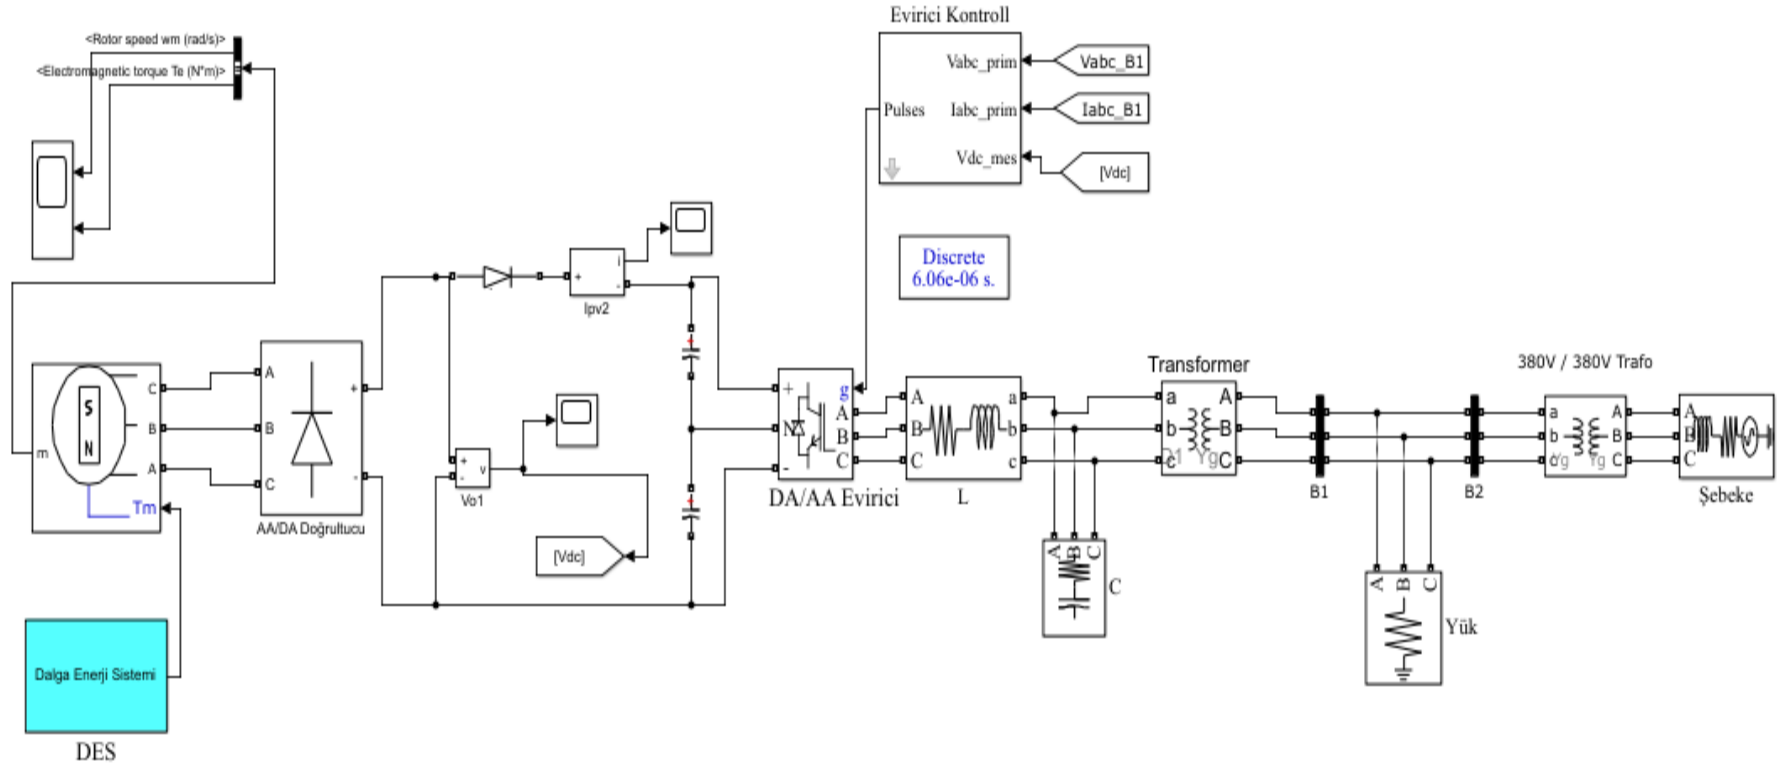 Evirici Kontroll
<Rotor speed wm (rad/s)>
<Electromagnetic torque Te (N*m)>
Vabc_prim
Vabc_B1
Pulses
Iabc_prim
Iabc_B1
Vdc_mes
[Vdc]
Discrete
6.06e-06 s.
i
+
-
Ipv2
Transformer
380V / 380V Trafo
S
N
m
C
B
A
Tm
A
B
C
+
-
AA/DA Doğrultucu
+
-
v
Vo1
[Vdc]
+
N
-
g
A
B
C
DA/AA Evirici
A
B
C
a
b
c
L
a
b
c
A
B
C
D1 Yg
B1
B2
a
b
c
A
B
C
Yg Yg
A
B
C
Şebeke
A
B
C
C
A
B
C
Yük
Dalga Enerji Sistemi
DES